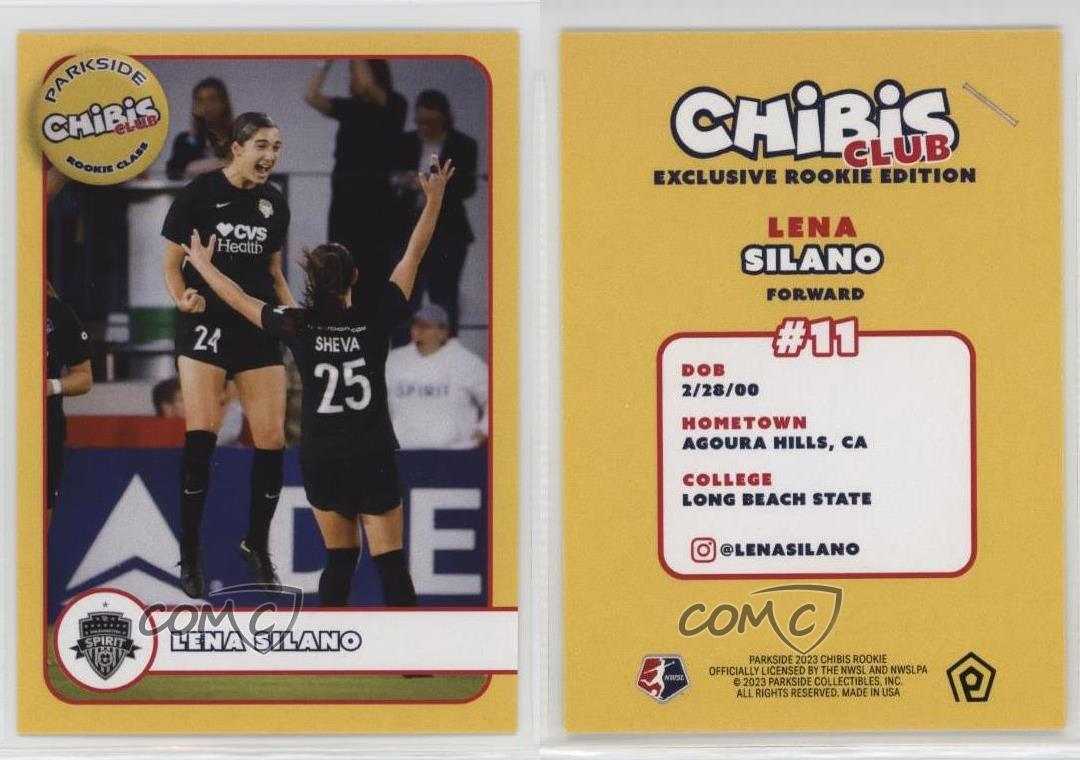 PARKSIDE
CHiBiS
CLUB
ROOKIE CLASS
CVS
Health
24
SHEVA
25
SPIRIT
DE
WASHINGTON
SPIRIT
LENA SILANO
COMC
CHiBiS
CLUB
EXCLUSIVE ROOKIE EDITION
LENA
SILANO
FORWARD
#11
DOB
2/28/00
HOMETOWN
AGOURA HILLS, CA
COLLEGE
LONG BEACH STATE
@LENASILANO
COMC
NWSL
PARKSIDE 2023 CHIBIS ROOKIE
OFFICIALLY LICENSED BY THE NWSL AND NWSLPA
© 2023 PARKSIDE COLLECTIBLES, INC.
ALL RIGHTS RESERVED. MADE IN USA